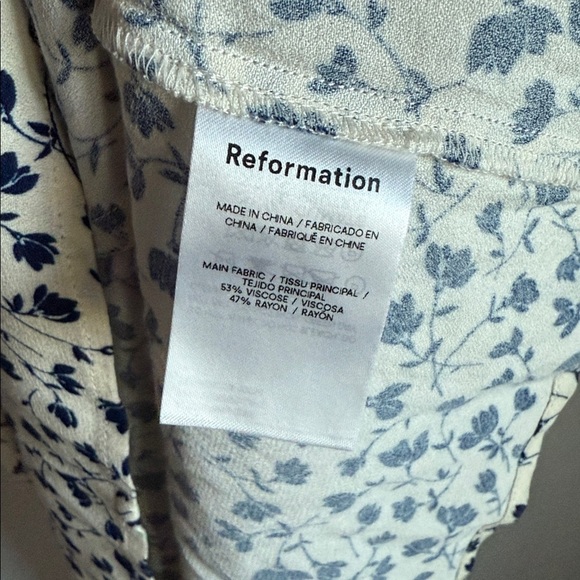 Reformation
MADE IN CHINA / FABRICADO EN
CHINA / FABRIQUÉ EN CHINE
MAIN FABRIC / TISSU PRINCIPAL /
TEJIDO PRINCIPAL
53% VISCOSE / VISCOSA
47% RAYON / RAYÓN